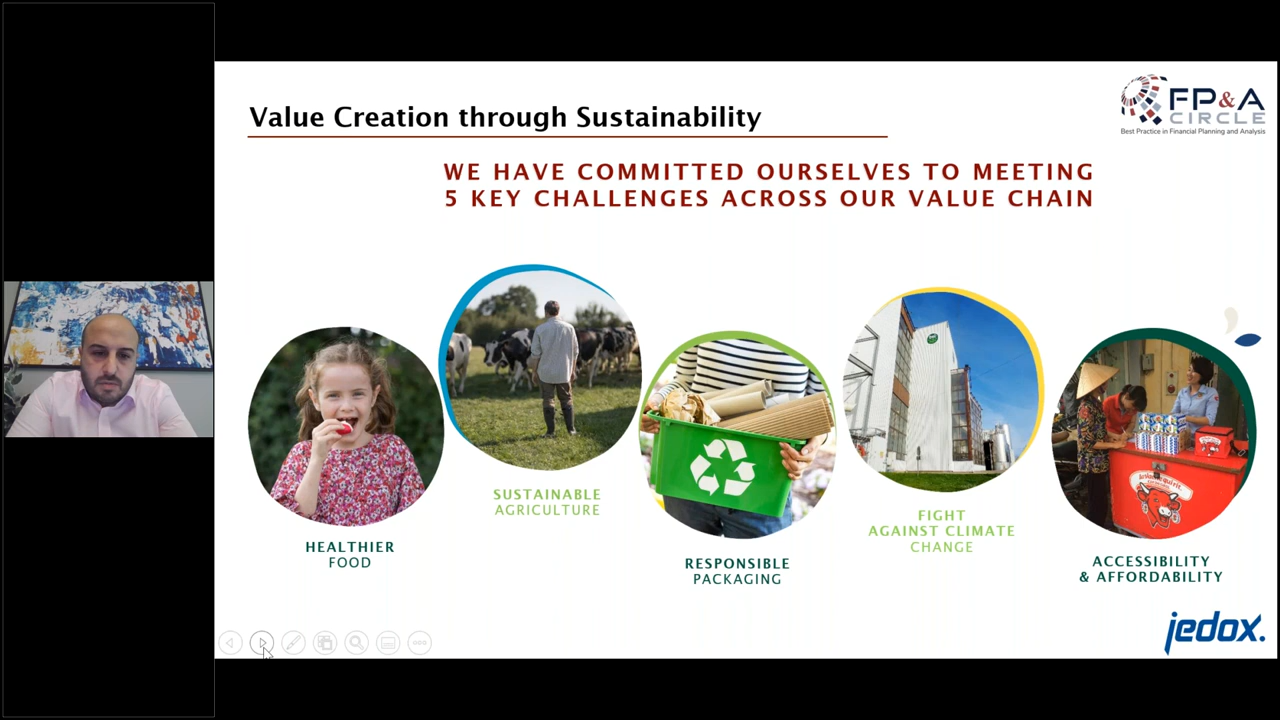 Value Creation through Sustainability
FP&A
CIRCLE
Best Practice in Financial Planning and Analysis
WE HAVE COMMITTED OURSELVES TO MEETING
5 KEY CHALLENGES ACROSS OUR VALUE CHAIN
HEALTHIER
FOOD
SUSTAINABLE
AGRICULTURE
RESPONSIBLE
PACKAGING
FIGHT
AGAINST CLIMATE
CHANGE
ACCESSIBILITY
& AFFORDABILITY
jedox.